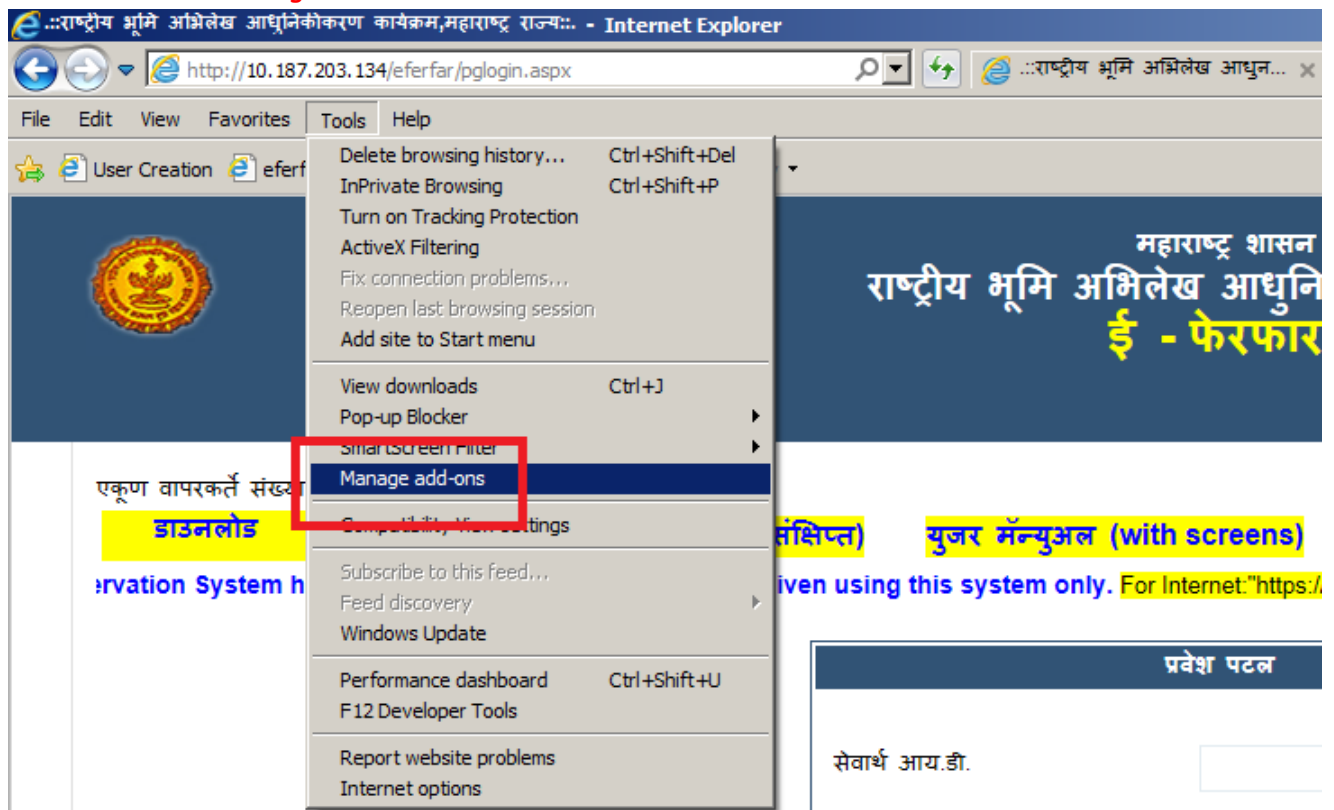 .::राष्ट्रीय भूमि अभिलेख आधुनिकीकरण कार्यक्रम,महाराष्ट्र राज्य::. - Internet Explorer
http://10.187.203.134/eferfar/pglogin.aspx
.::राष्ट्रीय भूमि अभिलेख आधुन...
File Edit View Favorites Tools Help
User Creation eferf
Delete browsing history... Ctrl+Shift+Del
InPrivate Browsing Ctrl+Shift+P
Turn on Tracking Protection
ActiveX Filtering
Fix connection problems...
Reopen last browsing session
Add site to Start menu
View downloads Ctrl+J
Pop-up Blocker
SmartScreen Filter
Manage add-ons
Compatibility View settings
Subscribe to this feed...
Feed discovery
Windows Update
Performance dashboard Ctrl+Shift+U
F12 Developer Tools
Report website problems
Internet options
महाराष्ट्र शासन
राष्ट्रीय भूमि अभिलेख आधुनि
ई - फेरफार
एकूण वापरकर्ते संख्या
डाउनलोड संक्षिप्त) युजर मॅन्युअल (with screens)
ervation System h iven using this system only. For Internet:"https:/
प्रवेश पटल
सेवार्थ आय.डी.